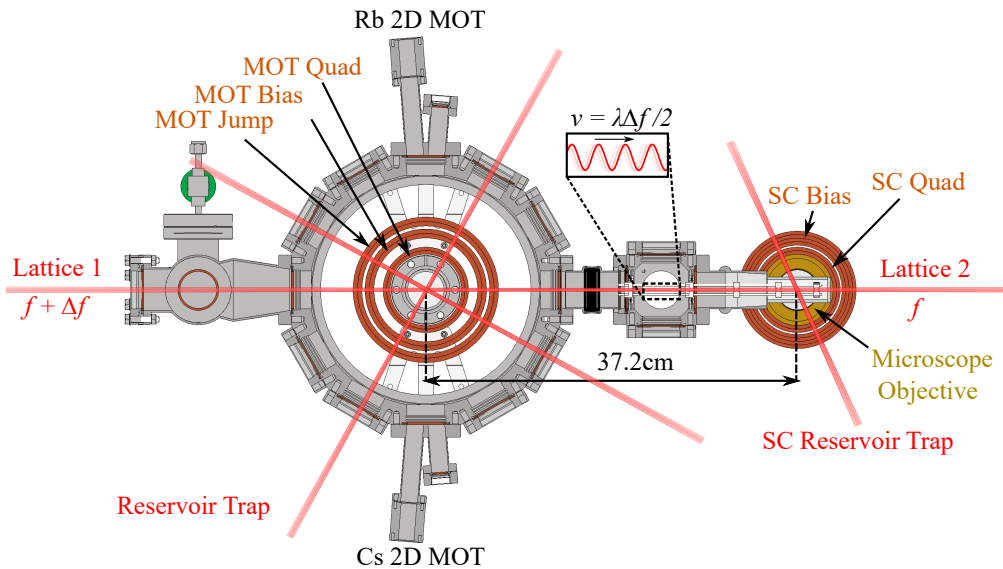 Rb 2D MOT
MOT Quad
MOT Bias
MOT Jump
v = λΔf/2
SC Quad
SC Bias
Lattice 1
f + Δf
Lattice 2
f
37.2cm
Microscope
Objective
SC Reservoir Trap
Reservoir Trap
Cs 2D MOT